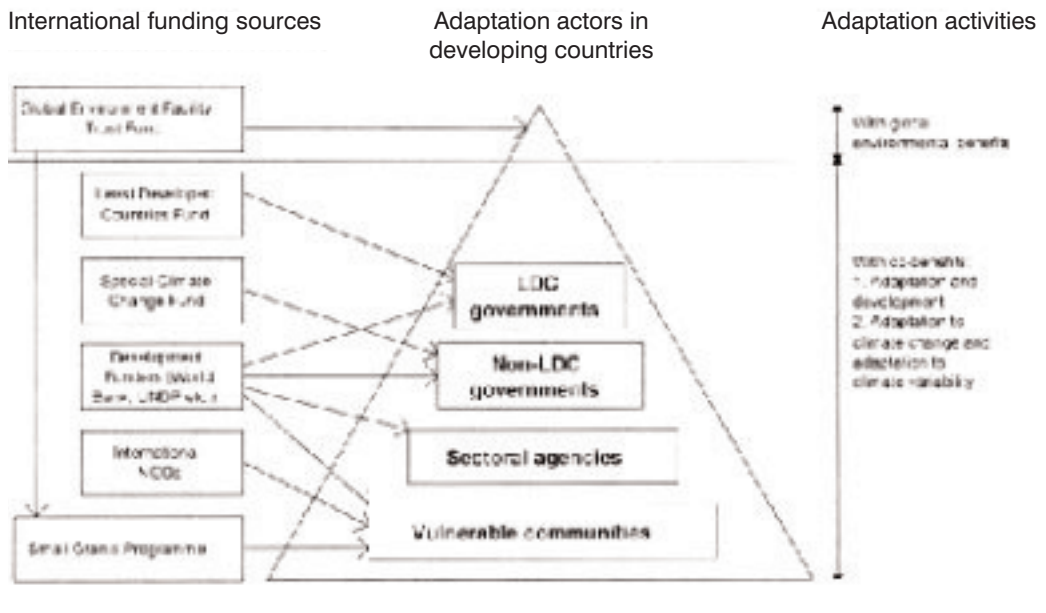 International funding sources
Adaptation actors in
developing countries
Adaptation activities
Global Environment Facility
Trust Fund
Least Developed
Countries Fund
Special Climate
Change Fund
Development
Funders (World
Bank, UNDP
International
NGOs
Small Grants Programme
LDC
governments
Non-LDC
governments
Sectoral agencies
Vulnerable communities
With global
environmental benefits
With co-benefits:
1. Adaptation and
development
2. Adaptation to
climate change and
adaptation to
climate variability